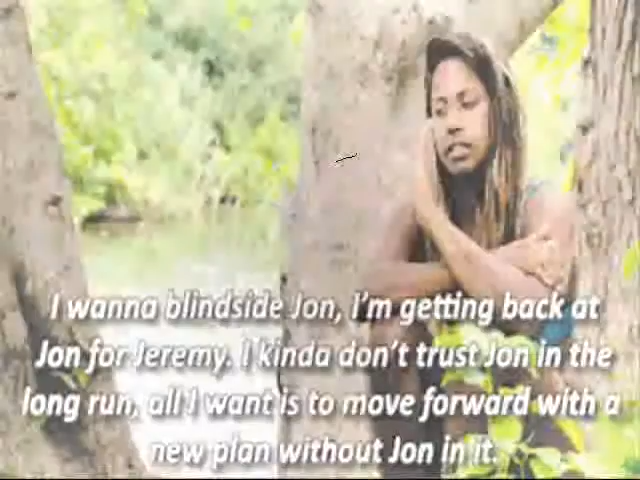 I wanna blindside Jon, I'm getting back at
Jon for Jeremy. I kinda don't trust Jon in the
long run, all I want is to move forward with a
new plan without Jon in it.